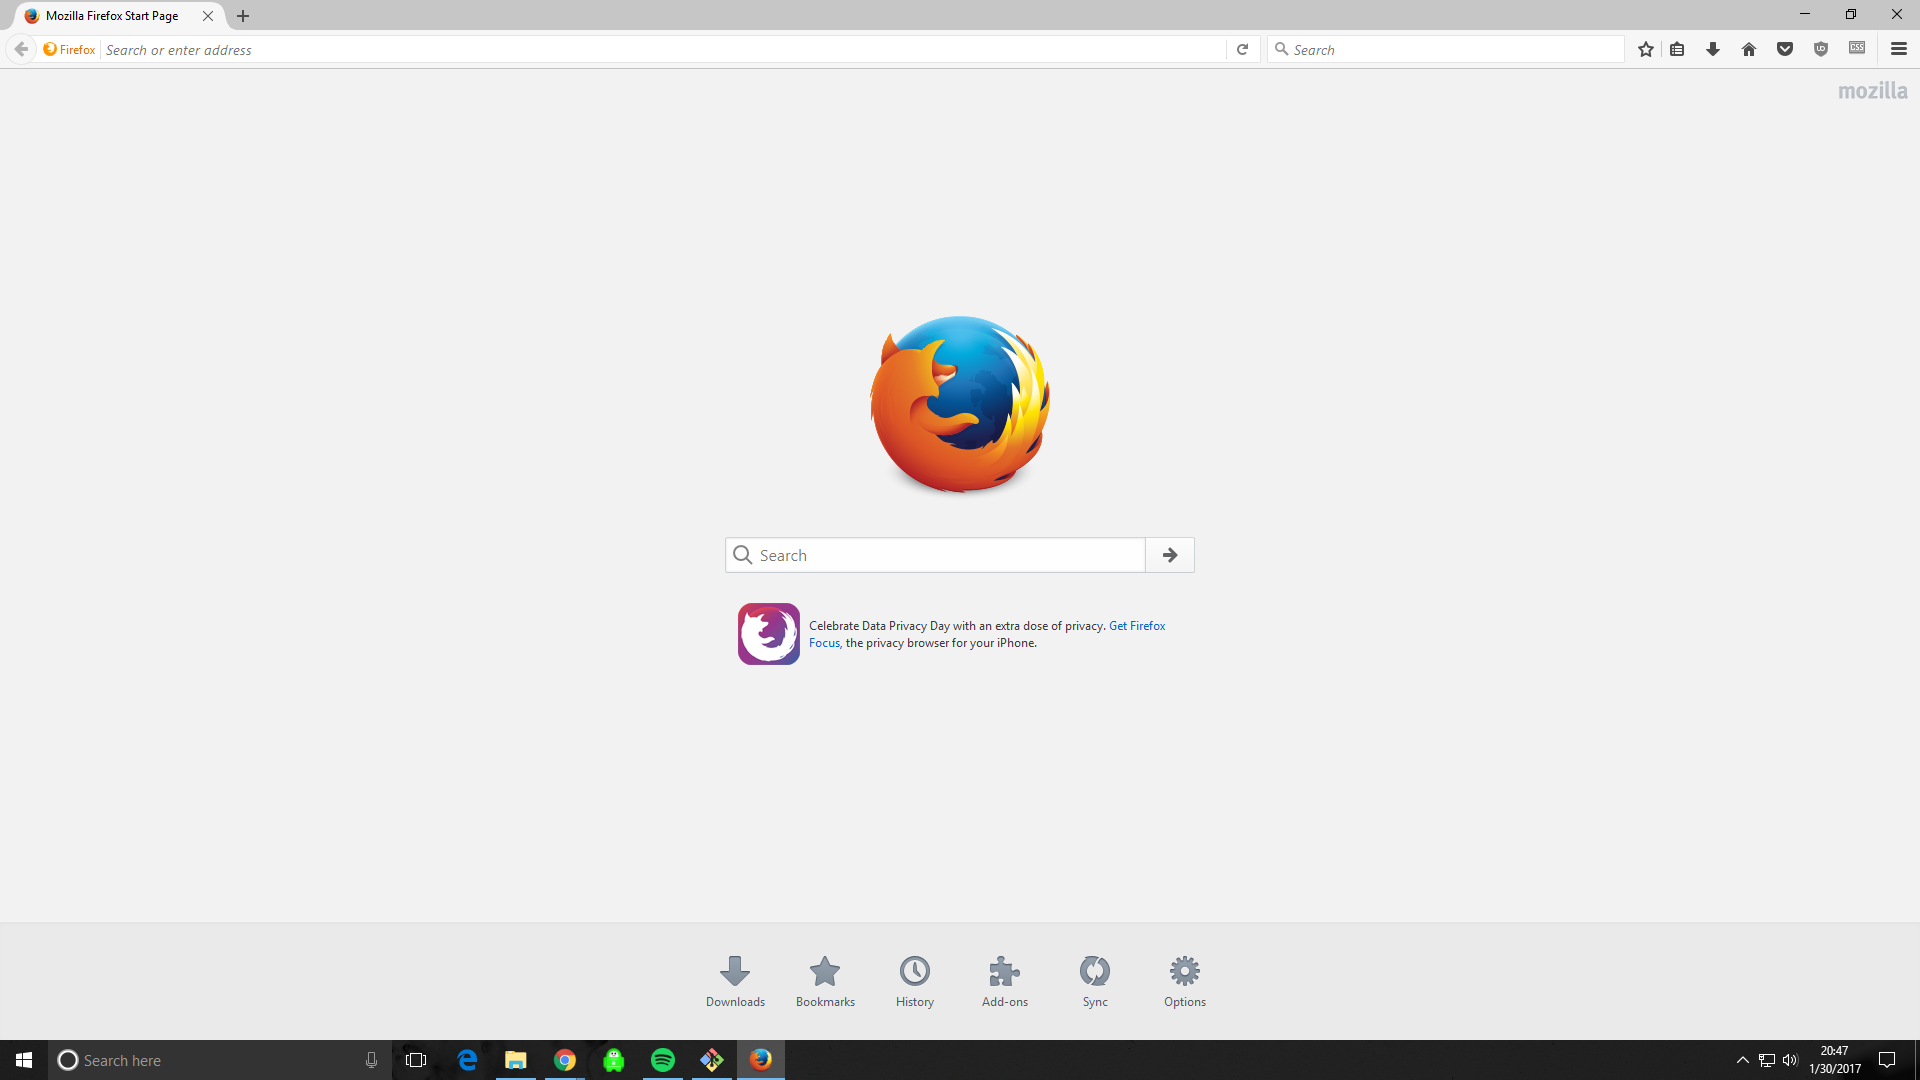 Mozilla Firefox Start Page
Firefox Search or enter address
Search
CSS
mozilla
Search
Celebrate Data Privacy Day with an extra dose of privacy. Get Firefox
Focus, the privacy browser for your iPhone.
Downloads Bookmarks History Add-ons Sync Options
Search here
20:47
1/30/2017